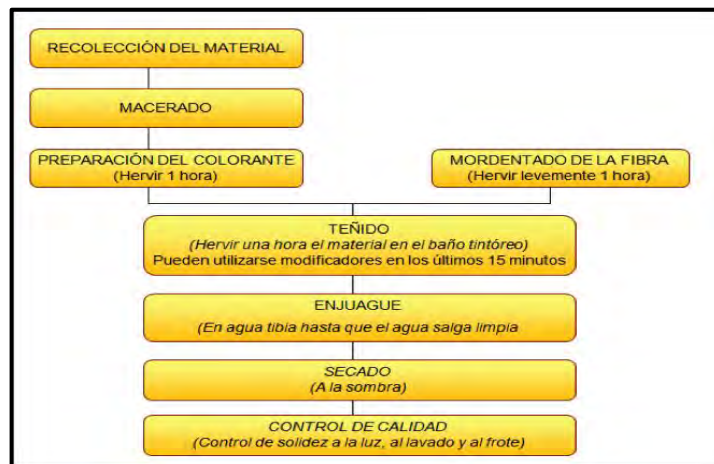 RECOLECCIÓN DEL MATERIAL
MACERADO
PREPARACIÓN DEL COLORANTE
(Hervir 1 hora)
MORDENTADO DE LA FIBRA
(Hervir levemente 1 hora)
TEÑIDO
(Hervir una hora el material en el baño tintóreo)
Pueden utilizarse modificadores en los últimos 15 minutos
ENJUAGUE
(En agua tibia hasta que el agua salga limpia
SECADO
(A la sombra)
CONTROL DE CALIDAD
(Control de solidez a la luz, al lavado y al frote)